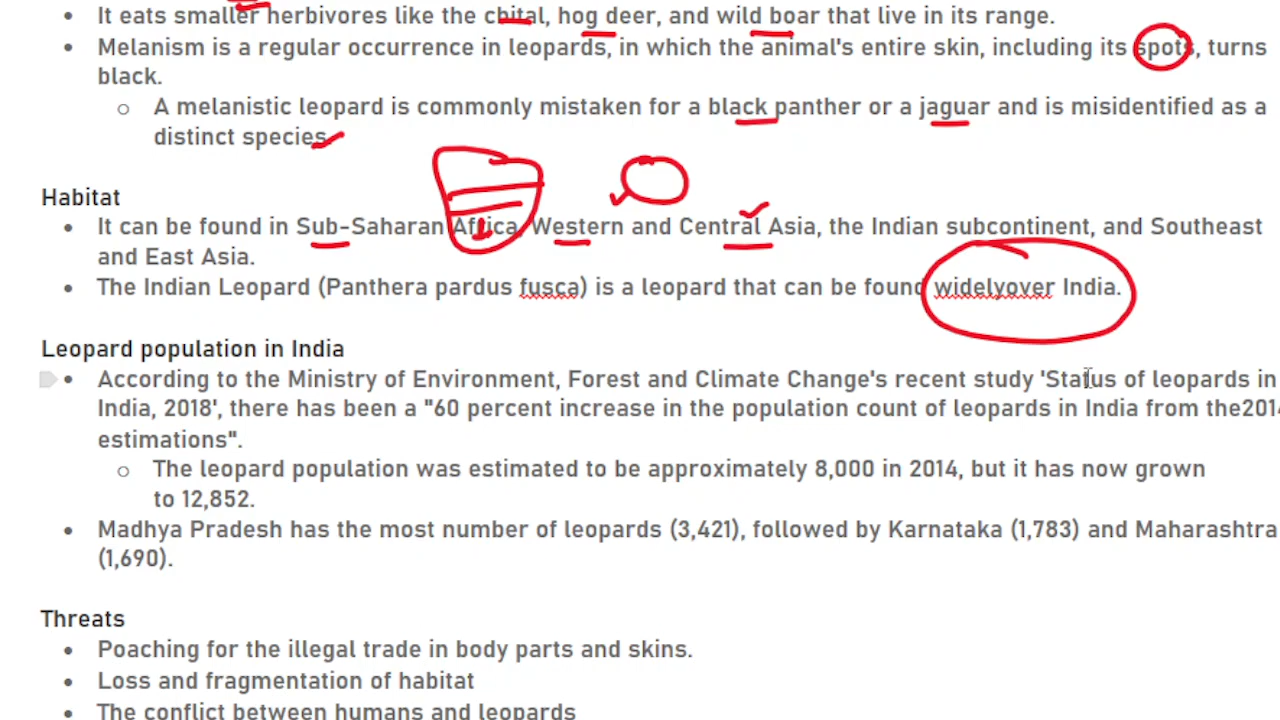 It eats smaller herbivores like the chital, hog deer, and wild boar that live in its range.
Melanism is a regular occurrence in leopards, in which the animal's entire skin, including its spots, turns
black.
A melanistic leopard is commonly mistaken for a black panther or a jaguar and is misidentified as a
distinct species.
Habitat
It can be found in Sub-Saharan Africa, Western and Central Asia, the Indian subcontinent, and Southeast
and East Asia.
The Indian Leopard (Panthera pardus fusca) is a leopard that can be found widelyover India.
Leopard population in India
According to the Ministry of Environment, Forest and Climate Change's recent study 'Status of leopards in
India, 2018', there has been a "60 percent increase in the population count of leopards in India from the2014
estimations".
The leopard population was estimated to be approximately 8,000 in 2014, but it has now grown
to 12,852.
Madhya Pradesh has the most number of leopards (3,421), followed by Karnataka (1,783) and Maharashtra
(1,690).
Threats
Poaching for the illegal trade in body parts and skins.
Loss and fragmentation of habitat
The conflict between humans and leopards